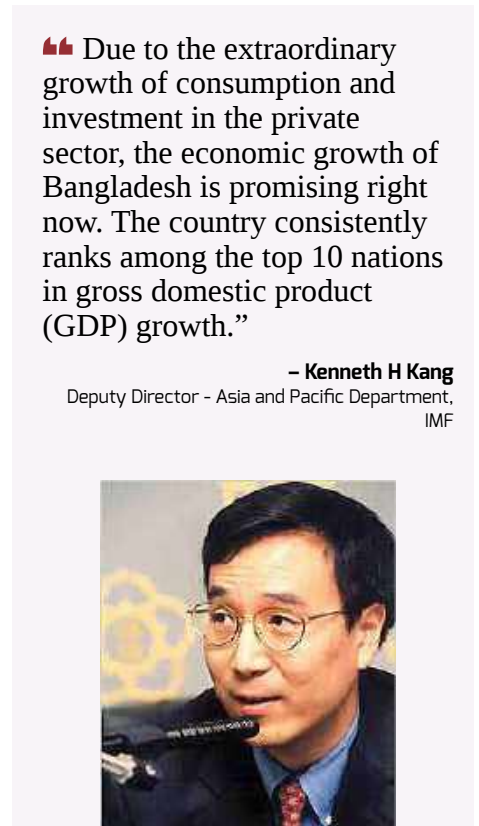 ❝ Due to the extraordinary
growth of consumption and
investment in the private
sector, the economic growth of
Bangladesh is promising right
now. The country consistently
ranks among the top 10 nations
in gross domestic product
(GDP) growth.”
– Kenneth H Kang
Deputy Director - Asia and Pacific Department,
IMF